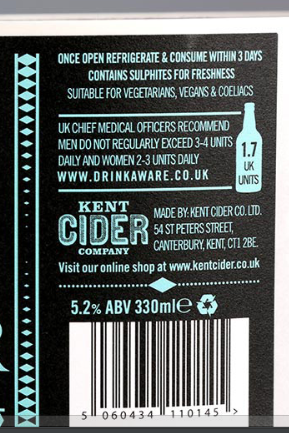 ONCE OPEN REFRIGERATE & CONSUME WITHIN 3 DAYS
CONTAINS SULPHITES FOR FRESHNESS
SUITABLE FOR VEGETARIANS, VEGANS & COELIACS
UK CHIEF MEDICAL OFFICERS RECOMMEND
MEN DO NOT REGULARLY EXCEED 3-4 UNITS
DAILY AND WOMEN 2-3 UNITS DAILY
WWW.DRINKAWARE.CO.UK
1.7
UK
UNITS
KENT
CIDER
COMPANY
MADE BY: KENT CIDER CO. LTD.
54 ST PETERS STREET,
CANTERBURY, KENT, CT1 2BE.
Visit our online shop at www.kentcider.co.uk
5.2% ABV 330ml℮
5 060434 110145 >